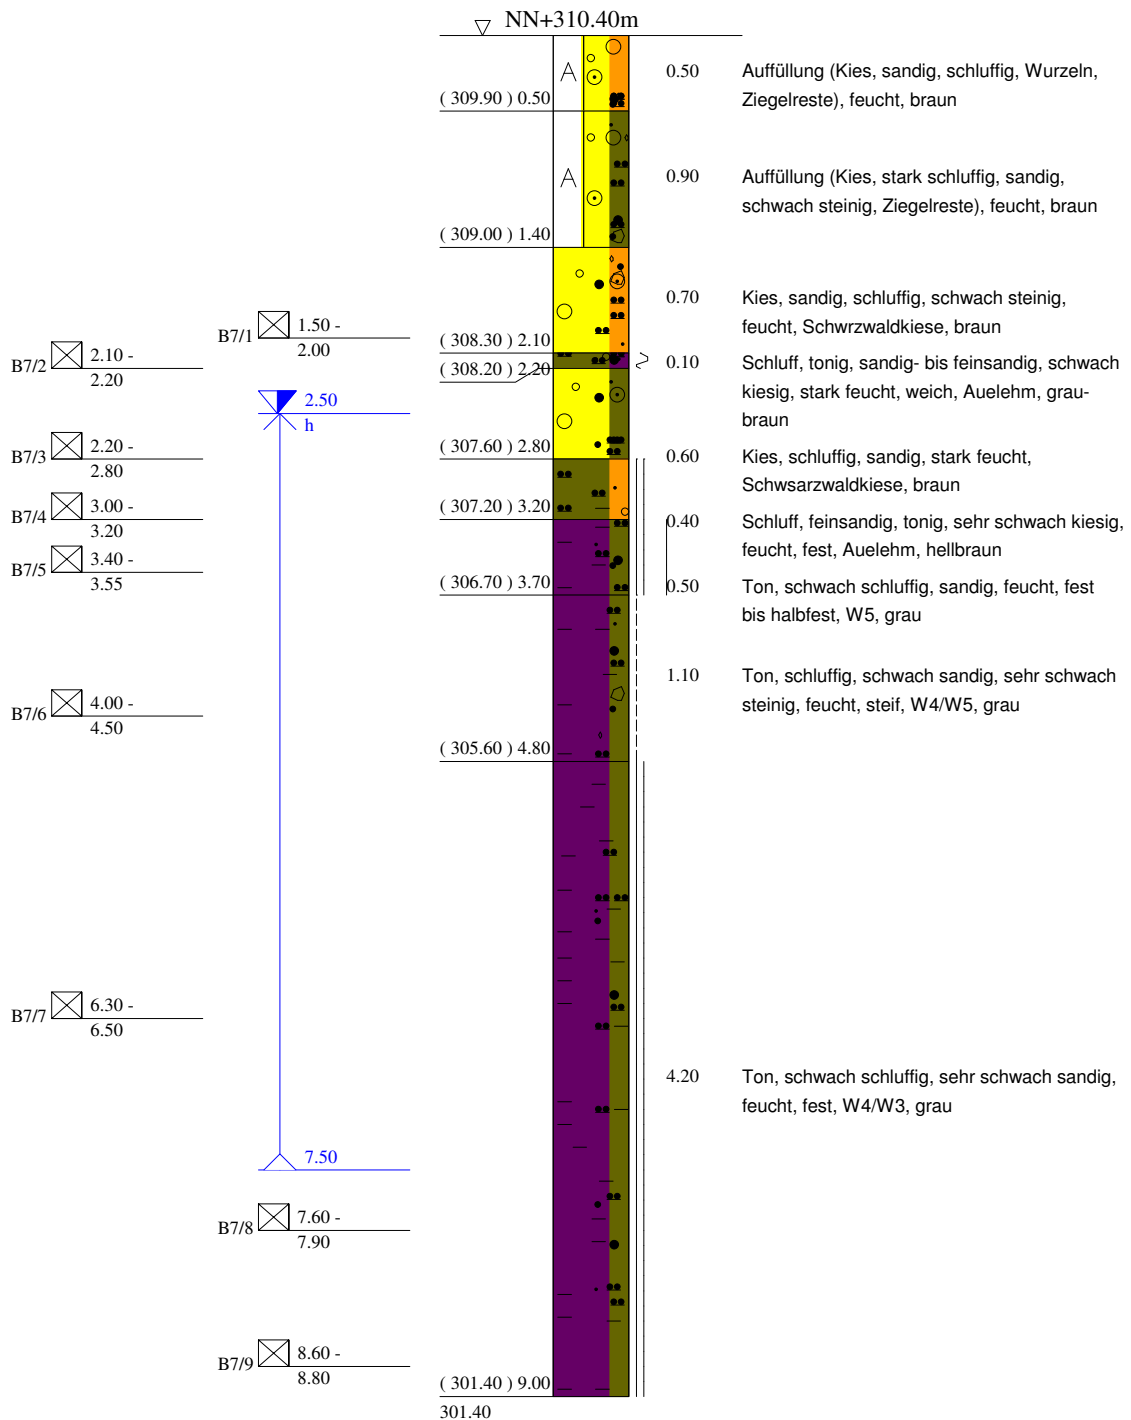 NN+310.40m
0.50 Auffüllung (Kies, sandig, schluffig, Wurzeln,
Ziegelreste), feucht, braun
( 309.90 ) 0.50
A
0.90 Auffüllung (Kies, stark schluffig, sandig,
schwach steinig, Ziegelreste), feucht, braun
A
( 309.00 ) 1.40
0.70 Kies, sandig, schluffig, schwach steinig,
feucht, Schwrzwaldkiese, braun
B7/1 1.50 -
2.00
( 308.30 ) 2.10
B7/2 2.10 -
2.20
( 308.20 ) 2.20
0.10 Schluff, tonig, sandig- bis feinsandig, schwach
kiesig, stark feucht, weich, Auelehm, grau-
braun
2.50
h
B7/3 2.20 -
2.80
( 307.60 ) 2.80
0.60 Kies, schluffig, sandig, stark feucht,
Schwsarzwaldkiese, braun
B7/4 3.00 -
3.20
( 307.20 ) 3.20
0.40 Schluff, feinsandig, tonig, sehr schwach kiesig,
feucht, fest, Auelehm, hellbraun
B7/5 3.40 -
3.55
( 306.70 ) 3.70
0.50 Ton, schwach schluffig, sandig, feucht, fest
bis halbfest, W5, grau
1.10 Ton, schluffig, schwach sandig, sehr schwach
steinig, feucht, steif, W4/W5, grau
B7/6 4.00 -
4.50
( 305.60 ) 4.80
B7/7 6.30 -
6.50
4.20 Ton, schwach schluffig, sehr schwach sandig,
feucht, fest, W4/W3, grau
7.50
B7/8 7.60 -
7.90
B7/9 8.60 -
8.80
( 301.40 ) 9.00
301.40